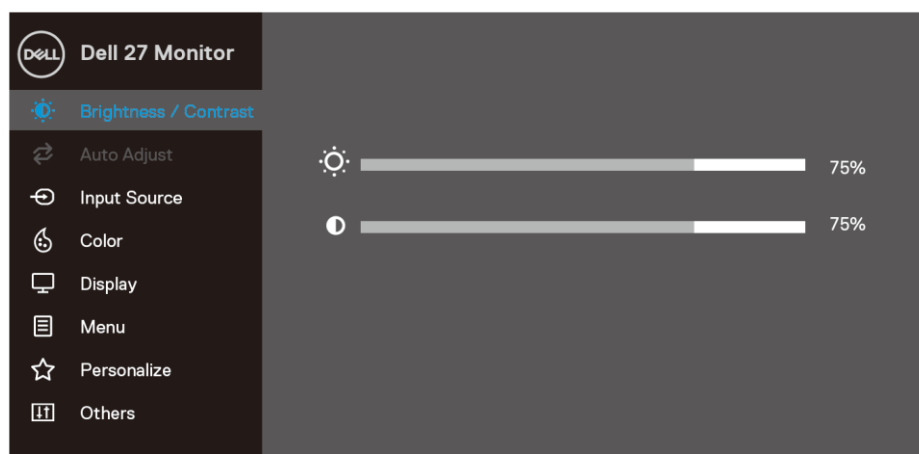 DELL Dell 27 Monitor
Brightness / Contrast
Auto Adjust
75%
Input Source
Color
75%
Display
Menu
Personalize
Others